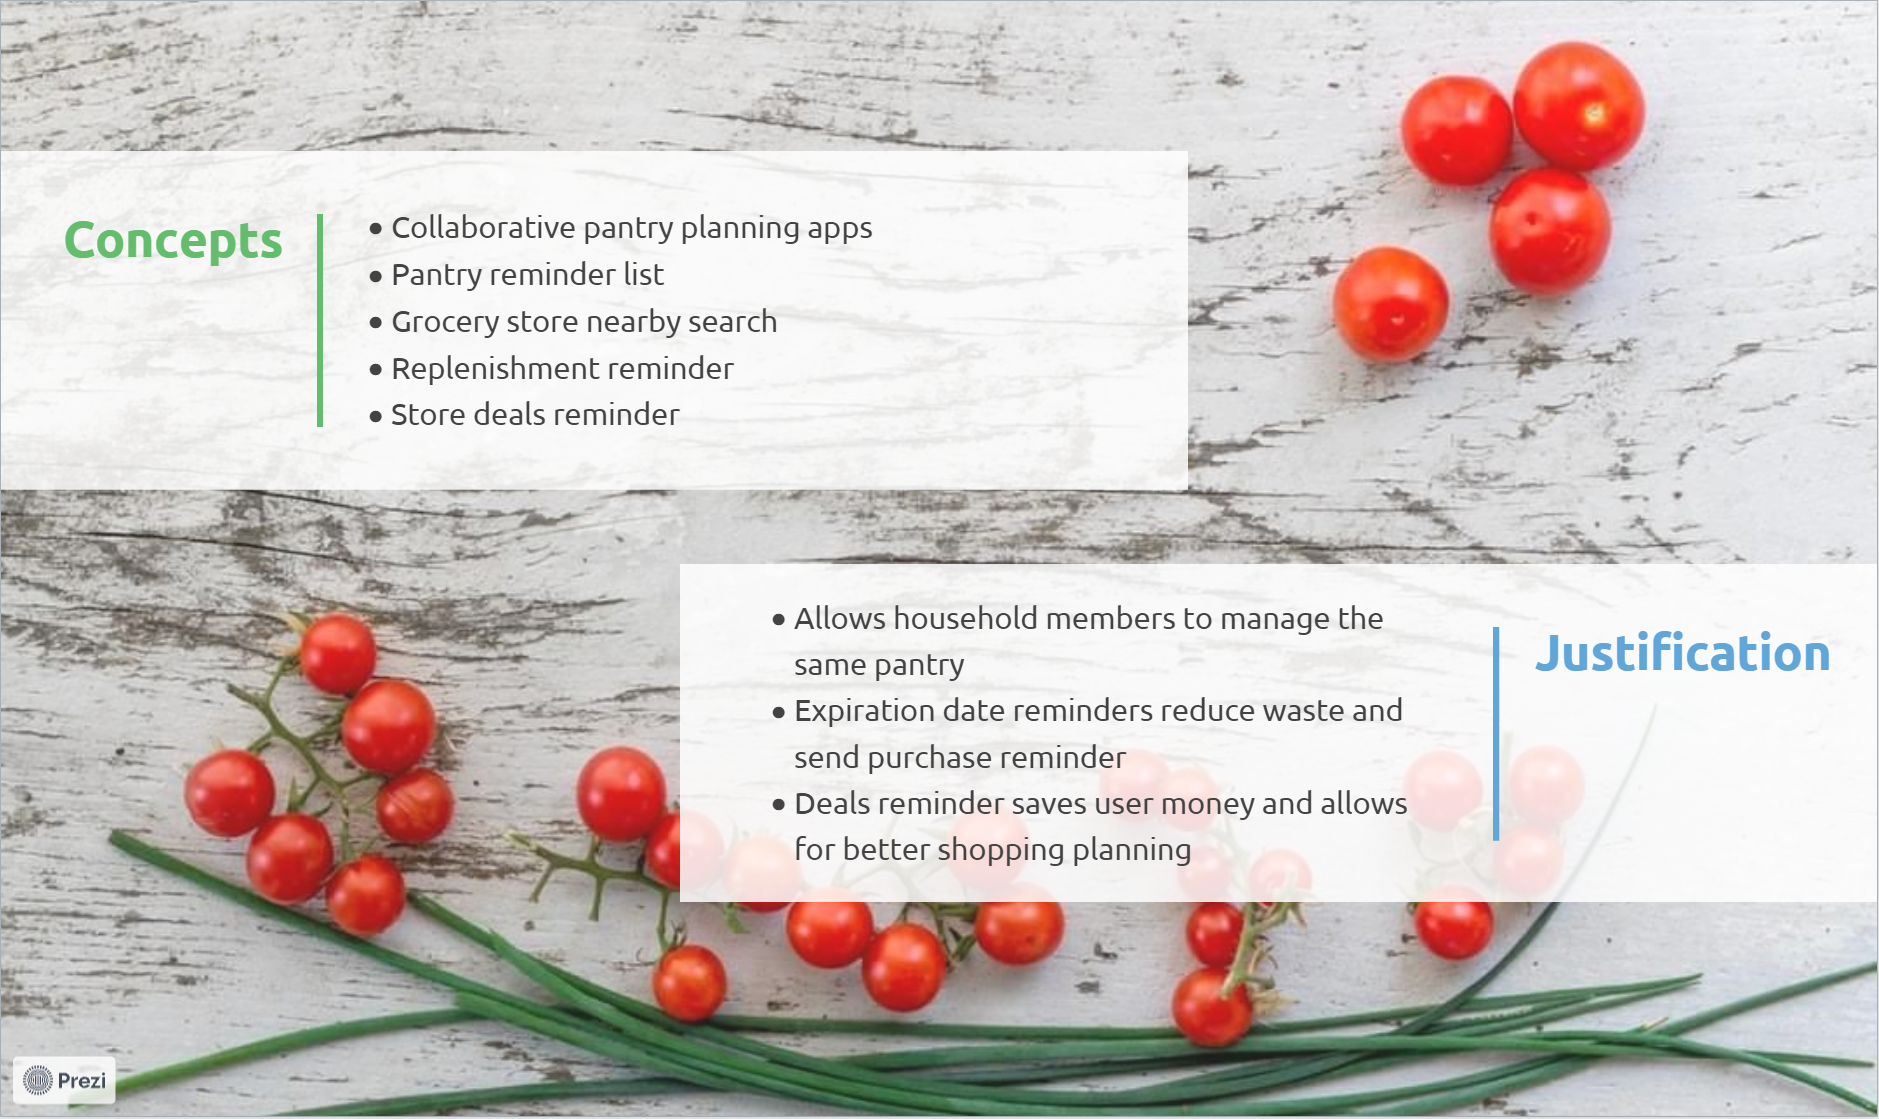 Concepts
● Collaborative pantry planning apps
● Pantry reminder list
● Grocery store nearby search
● Replenishment reminder
● Store deals reminder
● Allows household members to manage the
same pantry
● Expiration date reminders reduce waste and
send purchase reminder
● Deals reminder saves user money and allows
for better shopping planning
Justification
Prezi